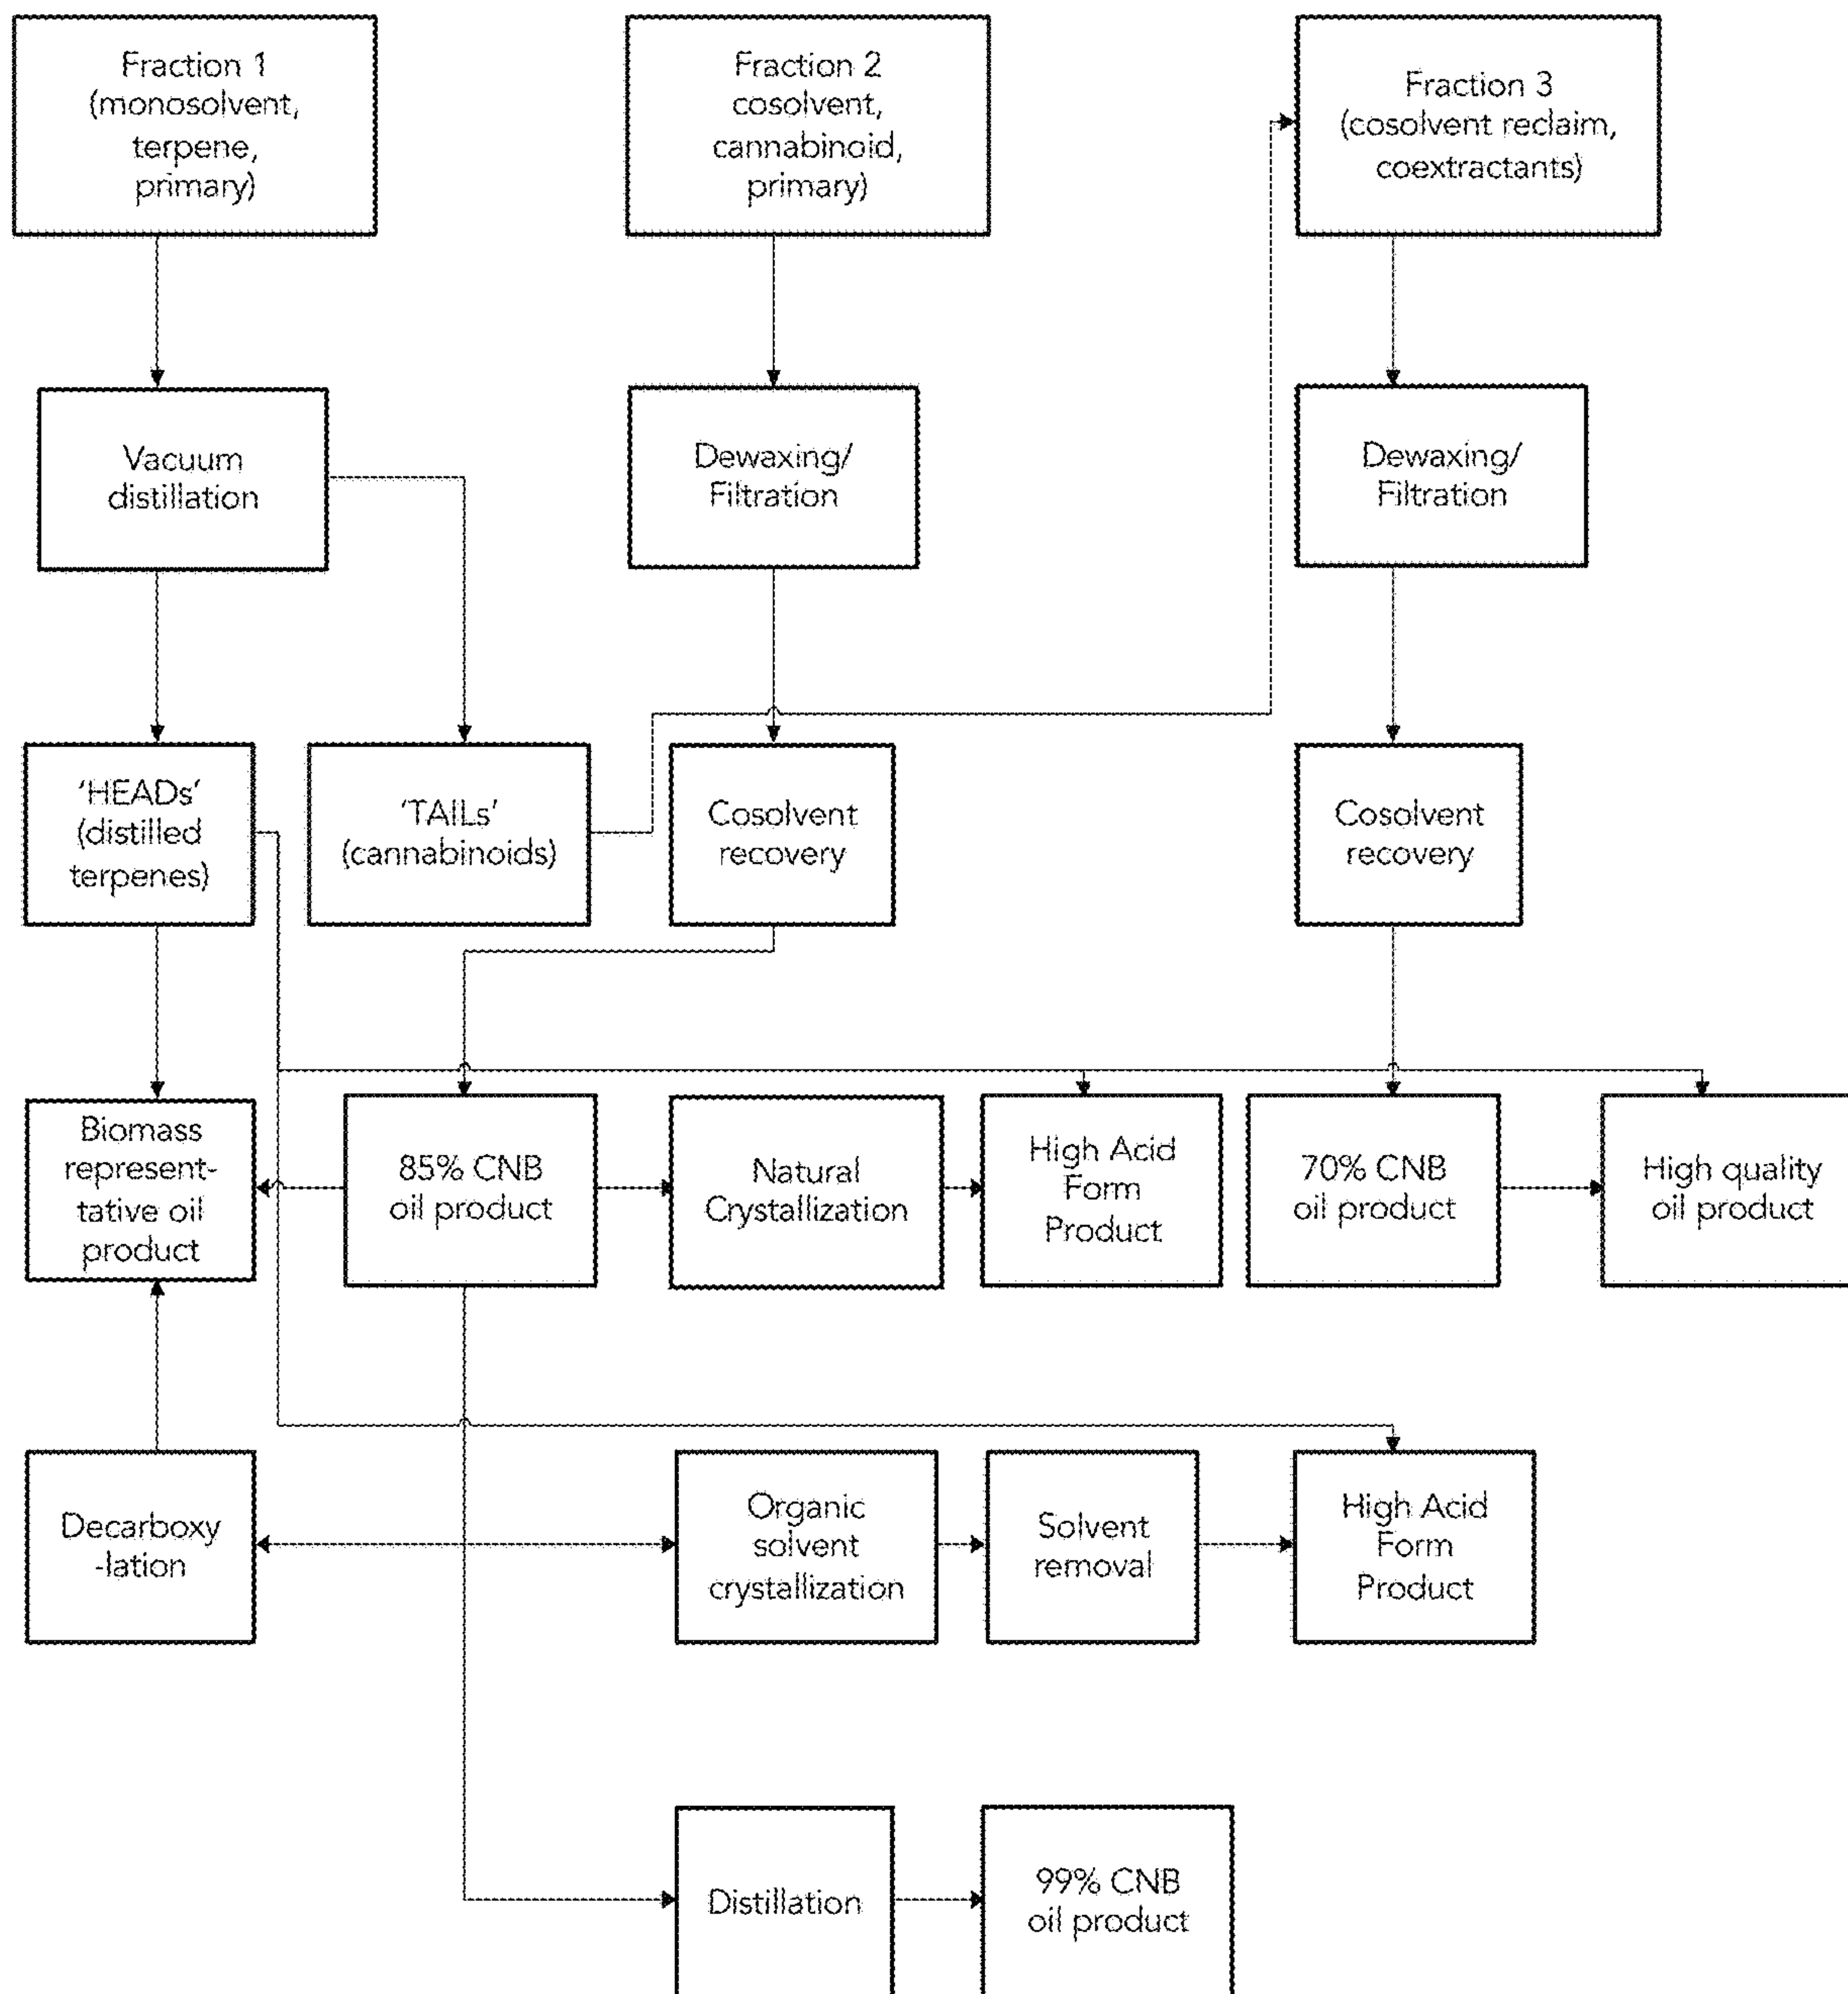 Fraction 1
(monosolvent,
terpene,
primary)
Fraction 2
cosolvent,
cannabinoid,
primary)
Fraction 3
(cosolvent reclaim,
coextractants)
Vacuum
distillation
Dewaxing/
Filtration
Dewaxing/
Filtration
'HEADs'
(distilled
terpenes)
'TAILs'
(cannabinoids)
Cosolvent
recovery
Cosolvent
recovery
Biomass
represent-
tative oil
product
85% CNB
oil product
Natural
Crystallization
High Acid
Form
Product
70% CNB
oil product
High quality
oil product
Decarboxy
-lation
Organic
solvent
crystallization
Solvent
removal
High Acid
Form
Product
Distillation
99% CNB
oil product